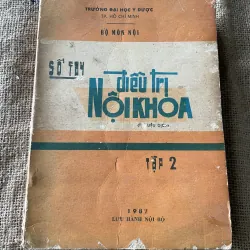 TRƯỜNG ĐẠI HỌC Y DƯỢC
TP. HỒ CHÍ MINH
BỘ MÔN NỘI
SỔ TAY
điều trị
NỘI KHOA
TẬP 2
1987
LƯU HÀNH NỘI BỘ